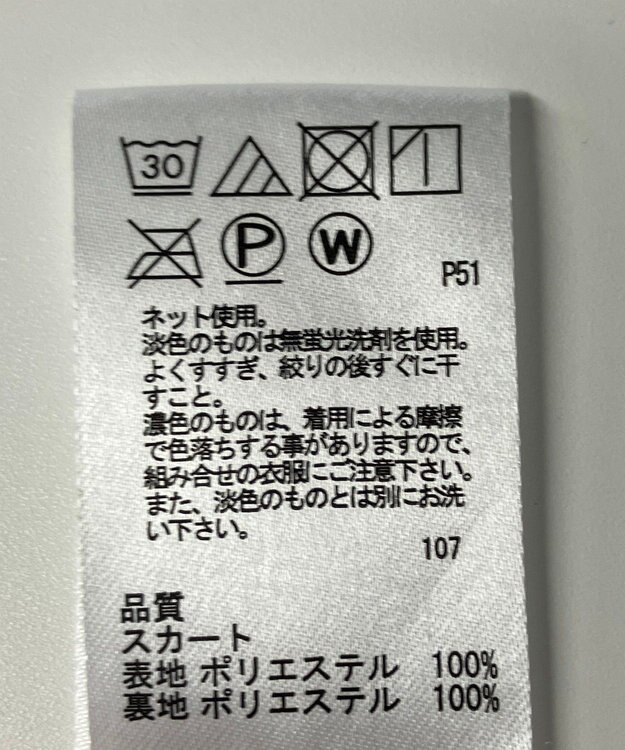 30
P W
P51
ネット使用。
淡色のものは無蛍光洗剤を使用。
よくすすぎ、絞りの後すぐに干
すこと。
濃色のものは、着用による摩擦
で色落ちする事がありますので、
組み合せの衣服にご注意下さい。
また、淡色のものとは別にお洗
い下さい。
107
品質
スカート
表地 ポリエステル 100%
裏地 ポリエステル 100%